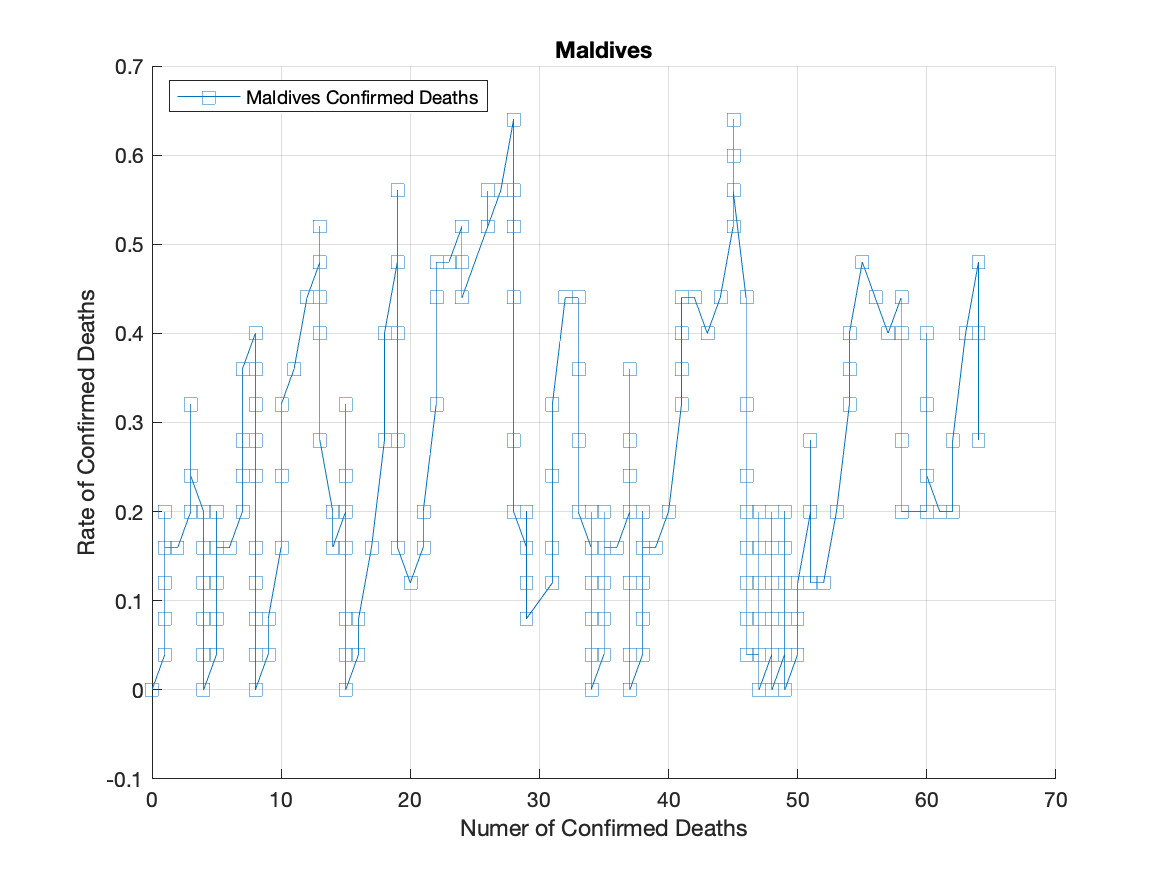 Maldives
0.7
Maldives Confirmed Deaths
0.6
0.5
0.4
0.3
0.2
0.1
0
-0.1
Rate of Confirmed Deaths
0 10 20 30 40 50 60 70
Numer of Confirmed Deaths